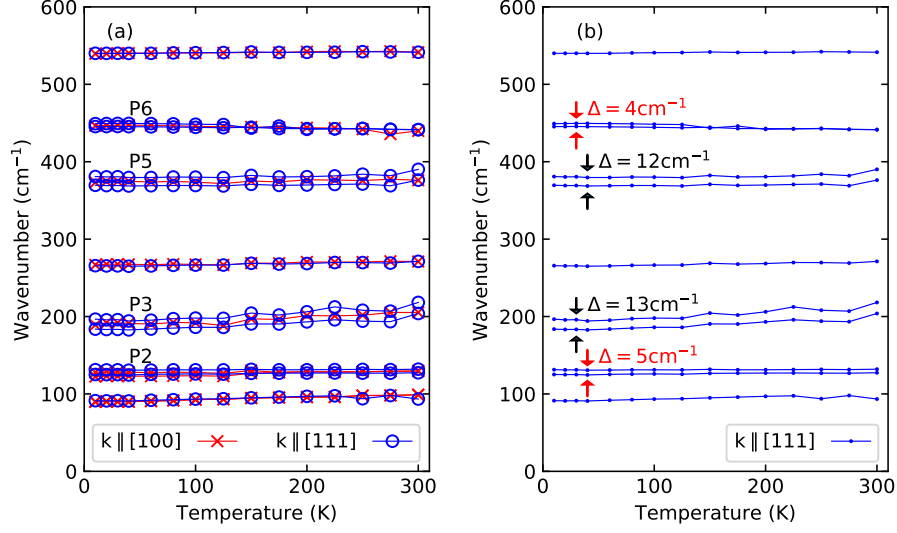 (a)
P6
P5
P3
P2
600
500
400
300
200
100
0
Wavenumber (cm⁻¹)
k ∥ [100]
k ∥ [111]
0
100
200
300
Temperature (K)
(b)
Δ = 4cm⁻¹
Δ = 12cm⁻¹
Δ = 13cm⁻¹
Δ = 5cm⁻¹
600
500
400
300
200
100
0
Wavenumber (cm⁻¹)
k ∥ [111]
0
100
200
300
Temperature (K)